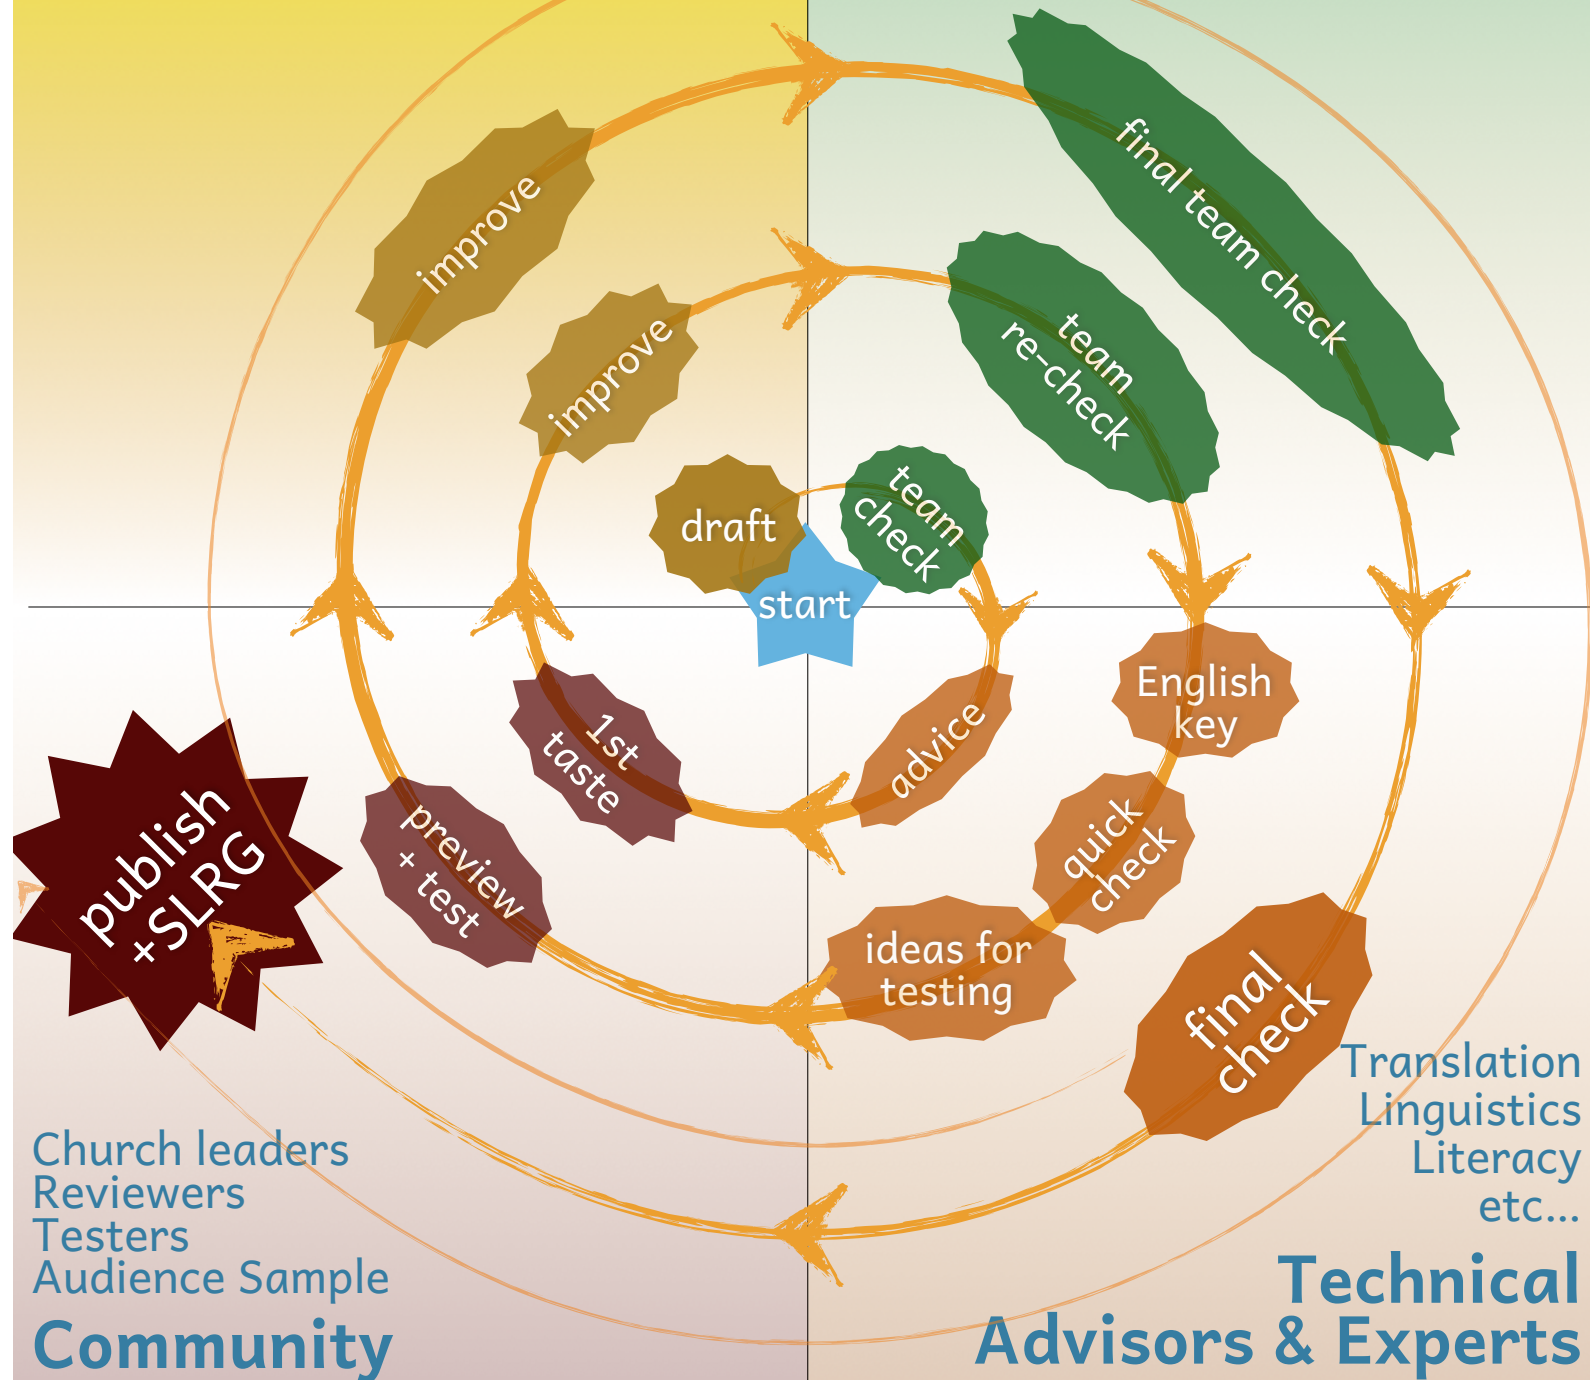 final team check
improve
team
re-check
improve
team
check
draft
start
English
key
1st
taste
advice
quick
check
preview
+ test
publish
+SLRG
ideas for
testing
final
check
Translation
Linguistics
Literacy
etc...
Technical
Advisors & Experts
Church leaders
Reviewers
Testers
Audience Sample
Community